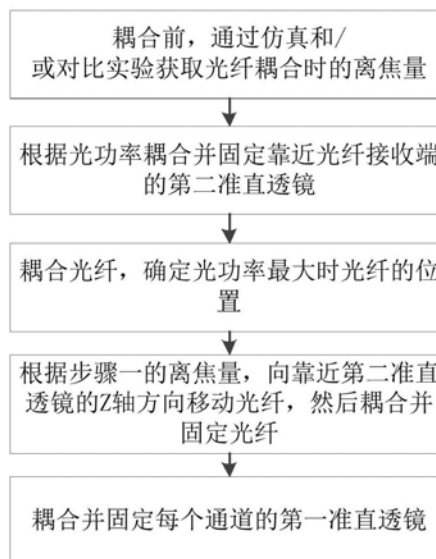 耦合前，通过仿真和/
或对比实验获取光纤耦合时的离焦量
根据光功率耦合并固定靠近光纤接收端
的第二准直透镜
耦合光纤，确定光功率最大时光纤的位
置
根据步骤一的离焦量，向靠近第二准直
透镜的Z轴方向移动光纤，然后耦合并
固定光纤
耦合并固定每个通道的第一准直透镜